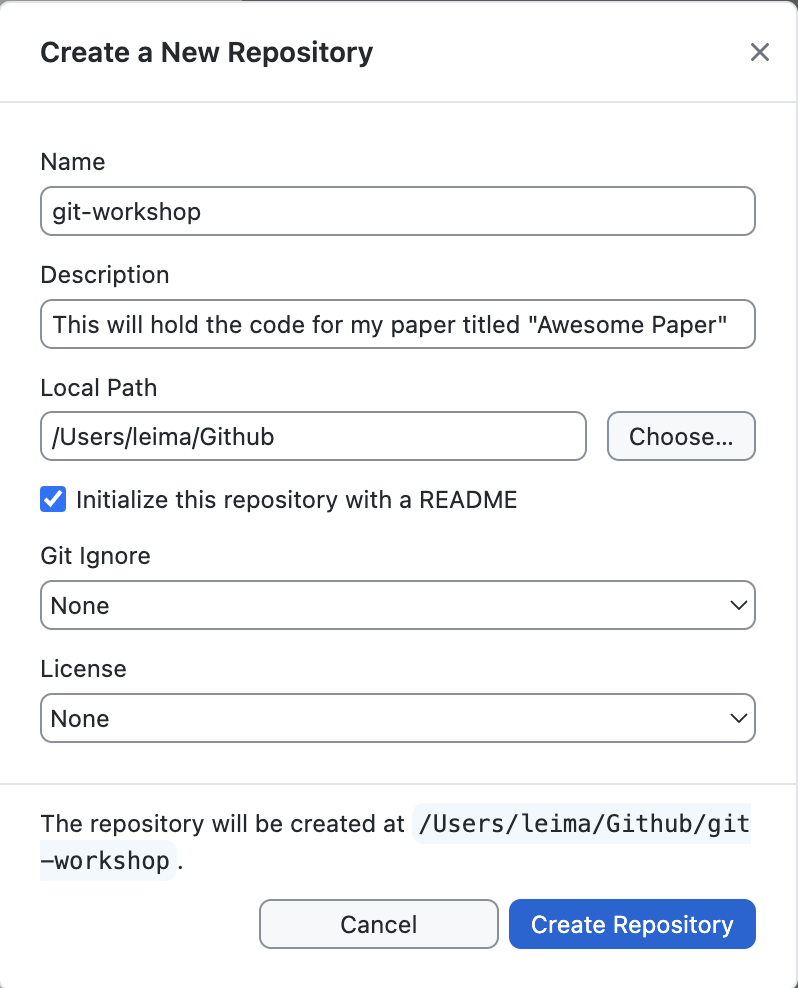 Create a New Repository
Name
git-workshop
Description
This will hold the code for my paper titled "Awesome Paper"
Local Path
/Users/leima/Github
Choose...
Initialize this repository with a README
Git Ignore
None
License
None
The repository will be created at /Users/leima/Github/git
-workshop.
Cancel
Create Repository